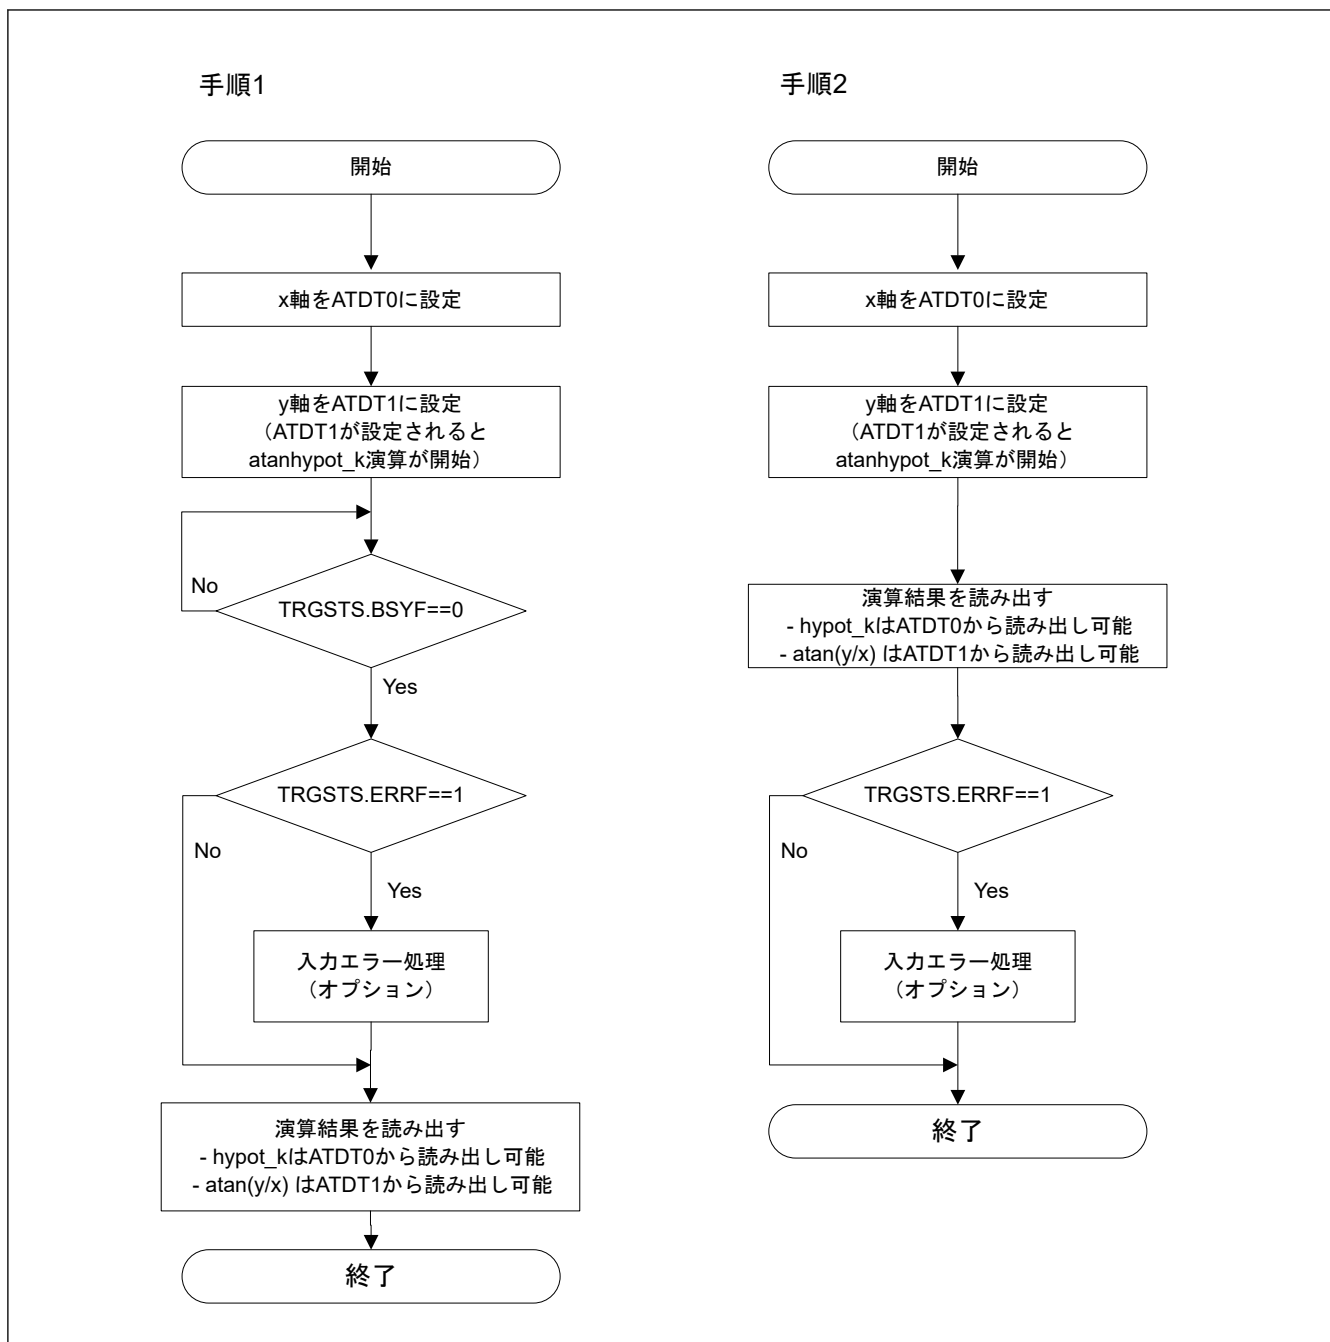 手順1
開始
x軸をATDT0に設定
y軸をATDT1に設定
（ATDT1が設定されると
atanhypot_k演算が開始）
No
TRGSTS.BSYF==0
Yes
TRGSTS.ERRF==1
No
Yes
入力エラー処理
（オプション）
演算結果を読み出す
- hypot_kはATDT0から読み出し可能
- atan(y/x) はATDT1から読み出し可能
終了
手順2
開始
x軸をATDT0に設定
y軸をATDT1に設定
（ATDT1が設定されると
atanhypot_k演算が開始）
演算結果を読み出す
- hypot_kはATDT0から読み出し可能
- atan(y/x) はATDT1から読み出し可能
TRGSTS.ERRF==1
No
Yes
入力エラー処理
（オプション）
終了